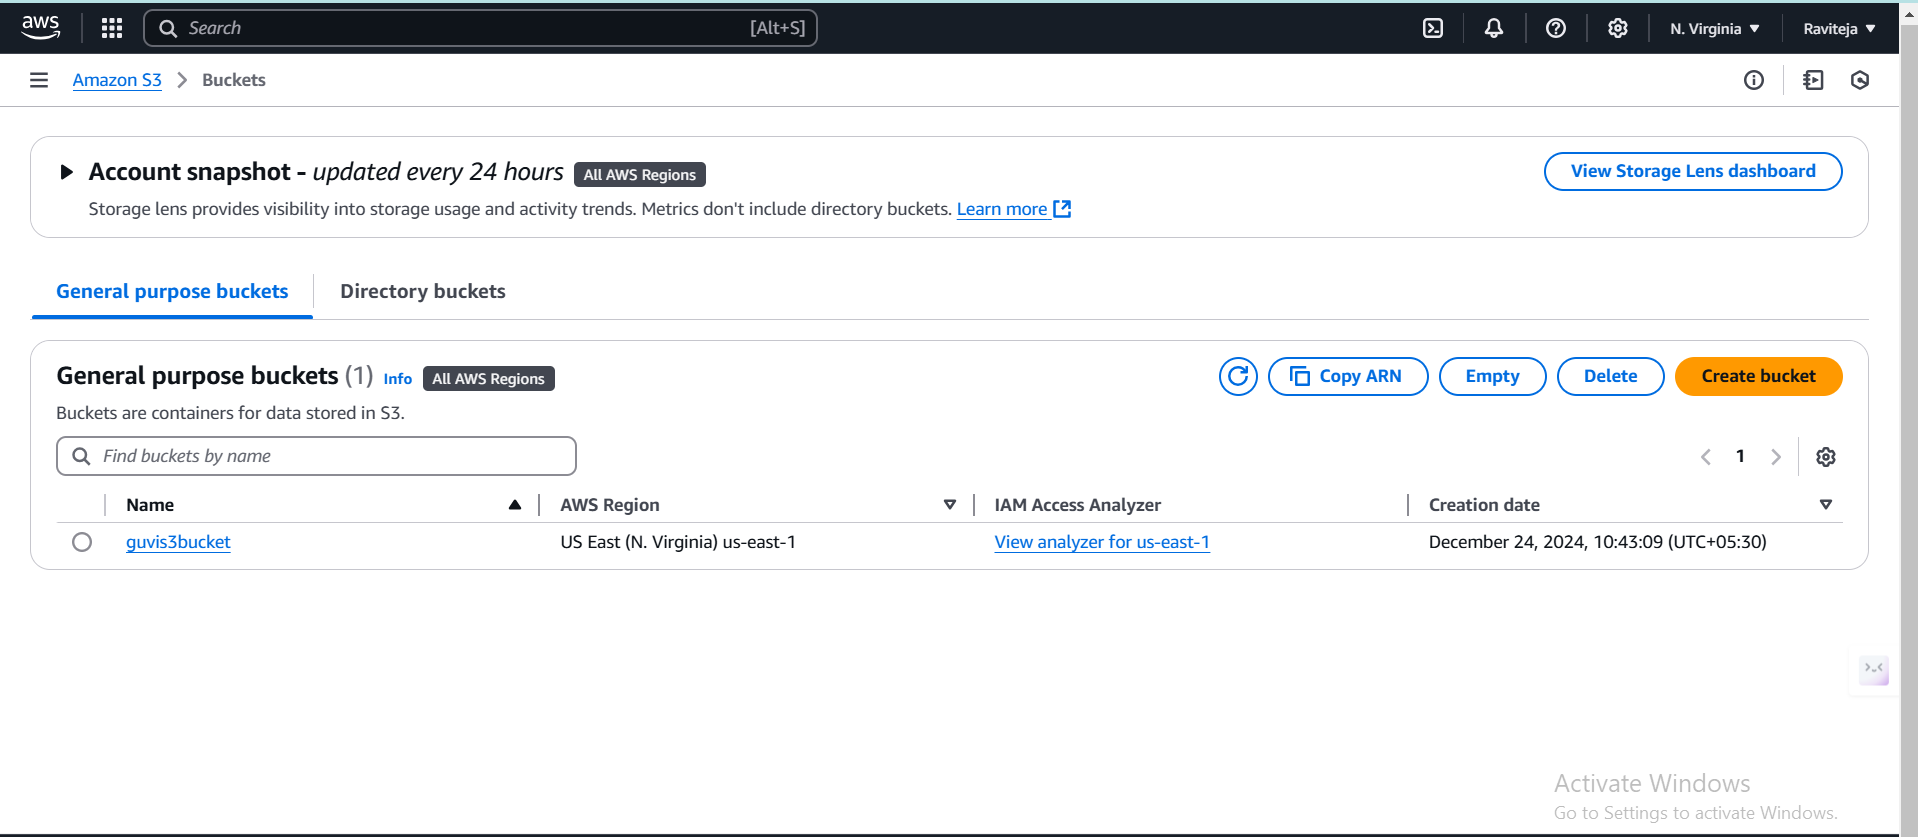 aws Search [Alt+S] N. Virginia Raviteja
Amazon S3 Buckets
Account snapshot - updated every 24 hours All AWS Regions View Storage Lens dashboard
Storage lens provides visibility into storage usage and activity trends. Metrics don't include directory buckets. Learn more
General purpose buckets Directory buckets
General purpose buckets (1) Info All AWS Regions Copy ARN Empty Delete Create bucket
Buckets are containers for data stored in S3.
Find buckets by name 1
Name AWS Region IAM Access Analyzer Creation date
guvis3bucket US East (N. Virginia) us-east-1 View analyzer for us-east-1 December 24, 2024, 10:43:09 (UTC+05:30)
Activate Windows
Go to Settings to activate Windows.